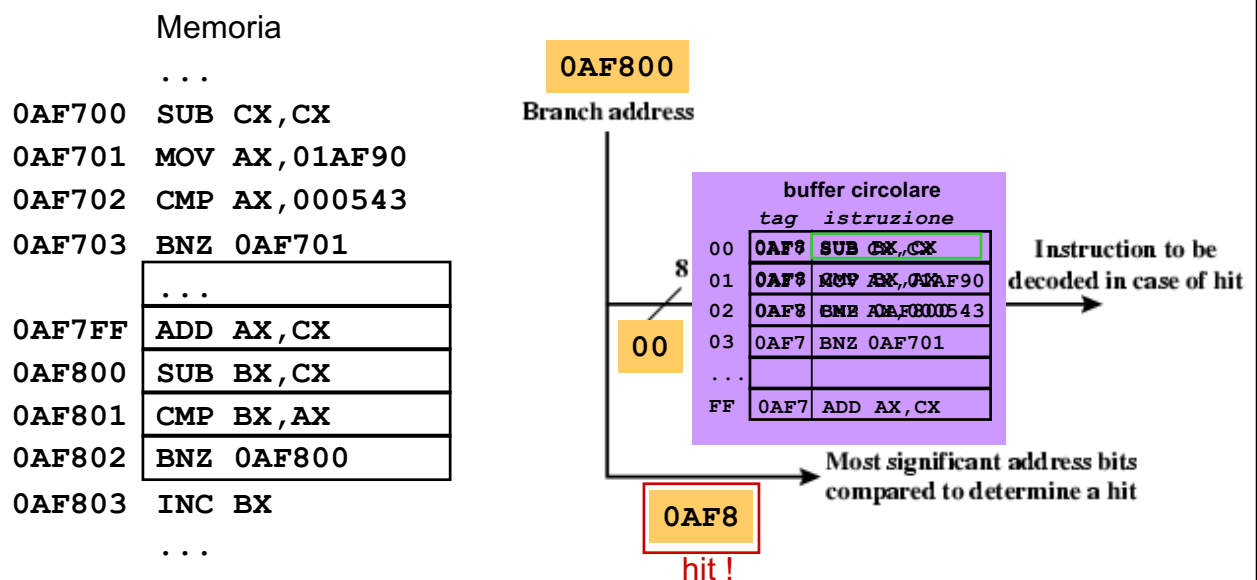 Memoria
...
0AF700 SUB CX,CX
0AF701 MOV AX,01AF90
0AF702 CMP AX,000543
0AF703 BNZ 0AF701
...
0AF7FF ADD AX,CX
0AF800 SUB BX,CX
0AF801 CMP BX,AX
0AF802 BNZ 0AF800
0AF803 INC BX
...
0AF800
Branch address
8
00
buffer circolare
tag istruzione
00 SUB
01
02
03 0AF7 BNZ 0AF701
...
FF 0AF7 ADD AX,CX
Instruction to be
decoded in case of hit
Most significant address bits
compared to determine a hit
0AF8
hit !